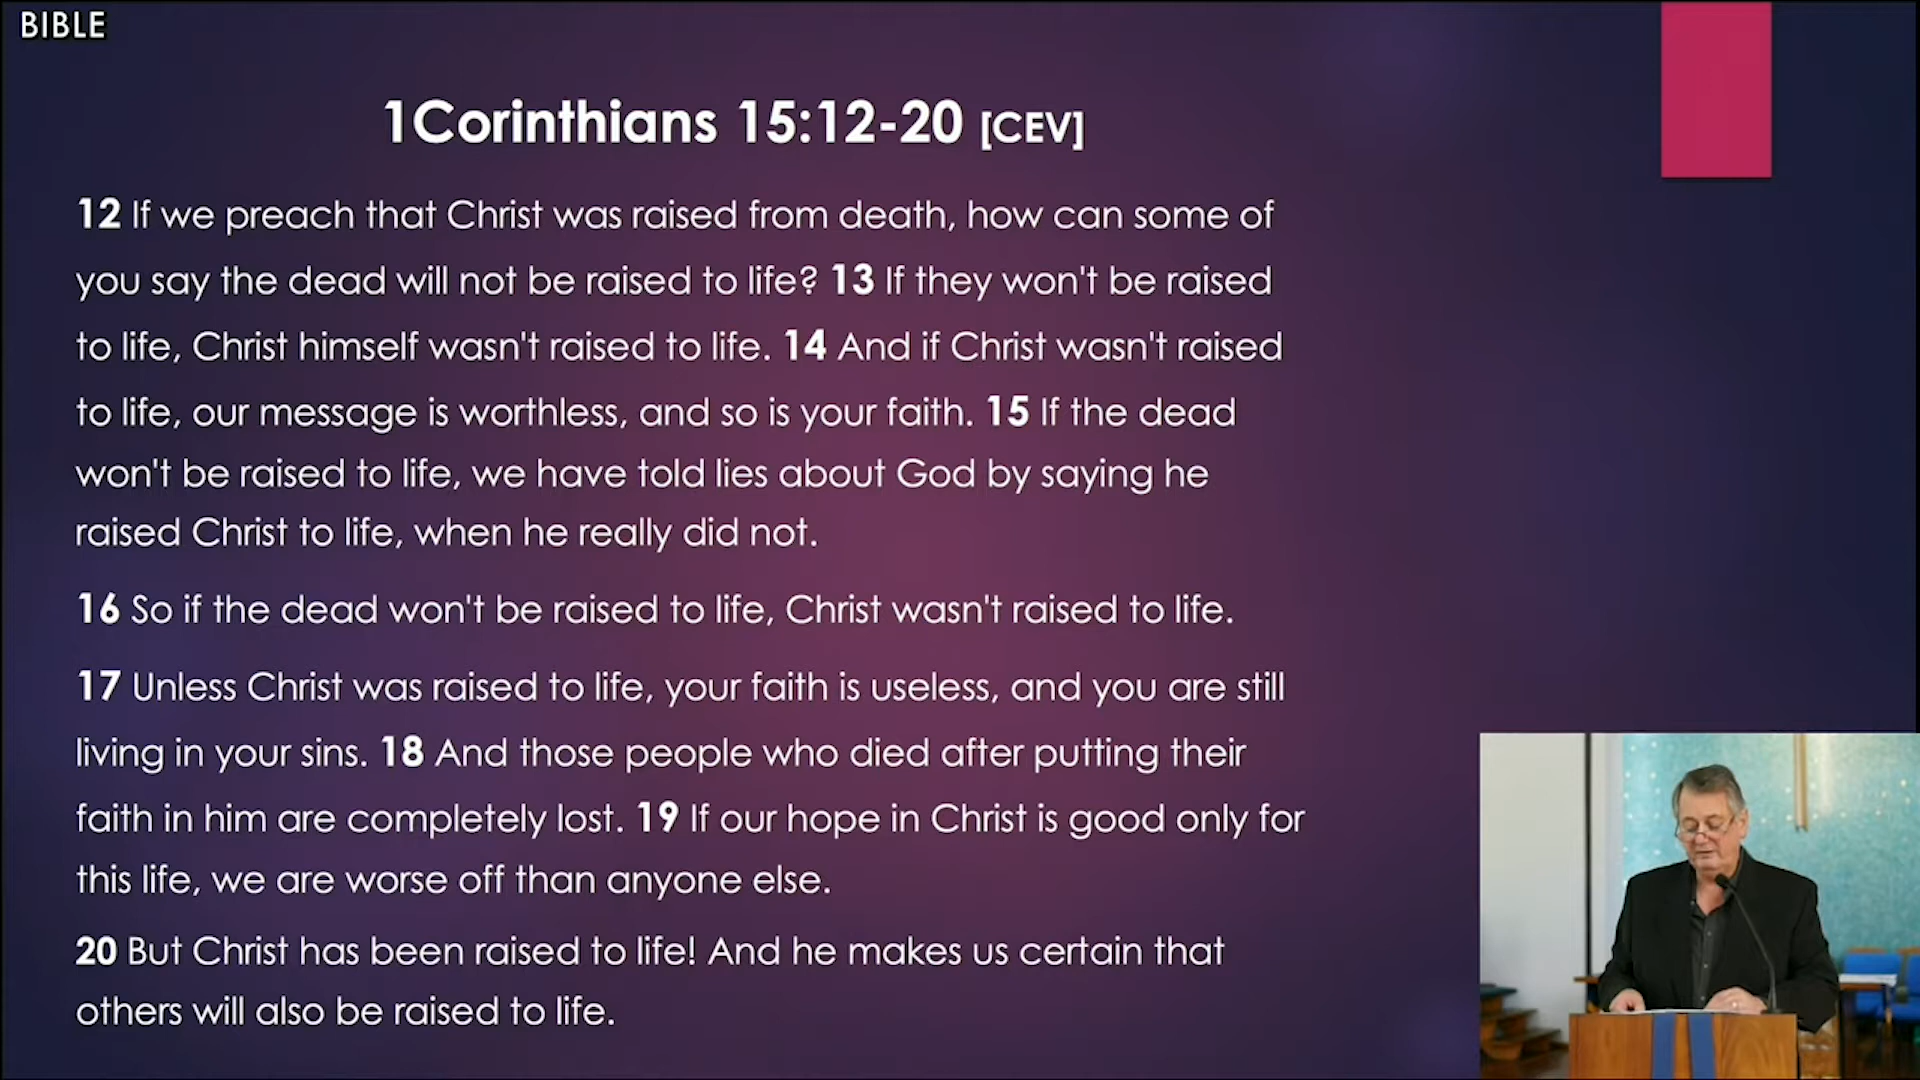 BIBLE
1Corinthians 15:12-20 [CEV]
12 If we preach that Christ was raised from death, how can some of
you say the dead will not be raised to life? 13 If they won't be raised
to life, Christ himself wasn't raised to life. 14 And if Christ wasn't raised
to life, our message is worthless, and so is your faith. 15 If the dead
won't be raised to life, we have told lies about God by saying he
raised Christ to life, when he really did not.
16 So if the dead won't be raised to life, Christ wasn't raised to life.
17 Unless Christ was raised to life, your faith is useless, and you are still
living in your sins. 18 And those people who died after putting their
faith in him are completely lost. 19 If our hope in Christ is good only for
this life, we are worse off than anyone else.
20 But Christ has been raised to life! And he makes us certain that
others will also be raised to life.